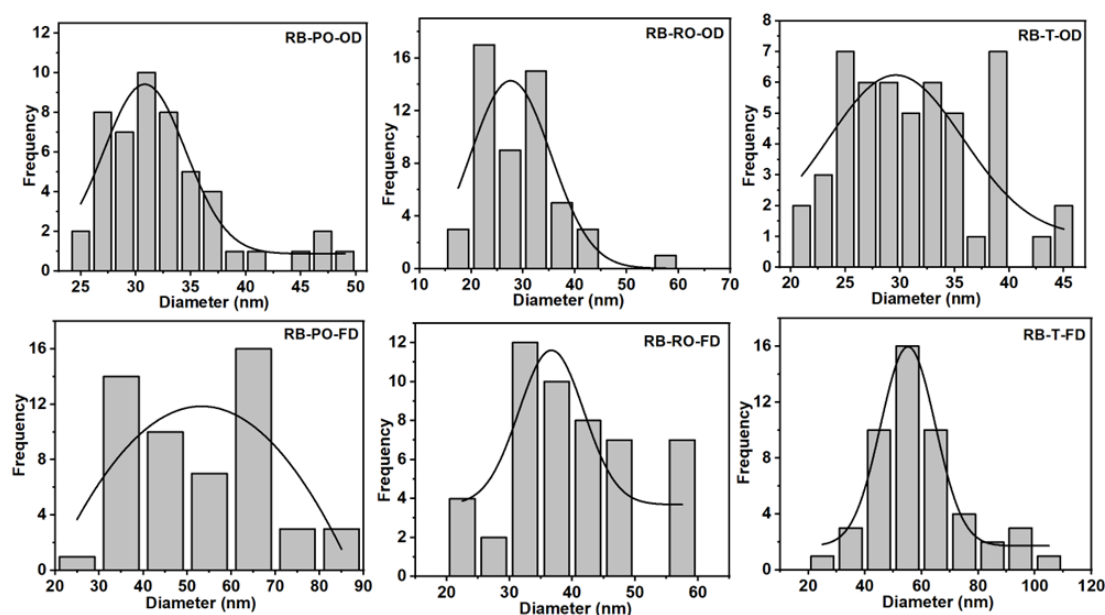 RB-PO-OD
12
10
8
6
4
2
0
Frequency
25 30 35 40 45 50
Diameter (nm)
RB-RO-OD
16
12
8
4
0
Frequency
10 20 30 40 50 60 70
Diameter (nm)
RB-T-OD
8
7
6
5
4
3
2
1
0
Frequency
20 25 30 35 40 45
Diameter (nm)
RB-PO-FD
16
12
8
4
0
Frequency
20 30 40 50 60 70 80 90
Diameter (nm)
RB-RO-FD
12
10
8
6
4
2
0
Frequency
20 30 40 50 60
Diameter (nm)
RB-T-FD
16
12
8
4
0
Frequency
20 40 60 80 100 120
Diameter (nm)